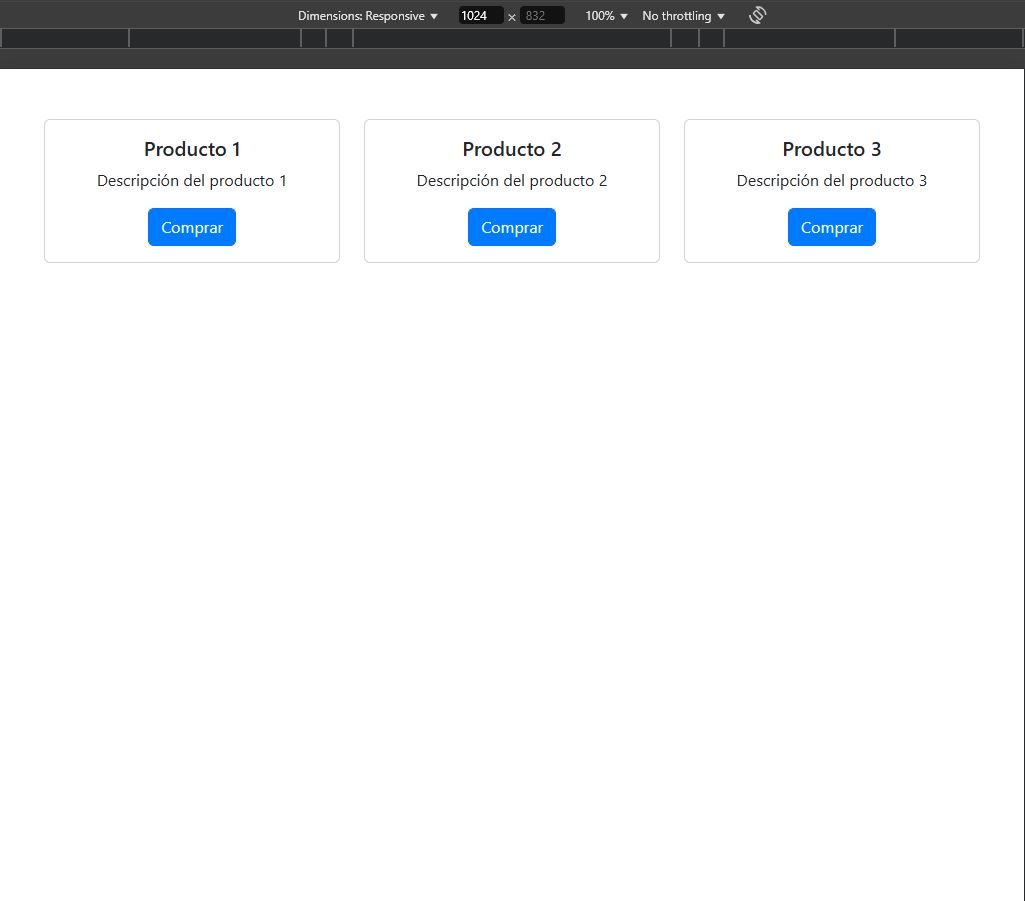 Dimensions: Responsive 1024 × 832 100% No throttling
Producto 1 Producto 2 Producto 3
Descripción del producto 1 Descripción del producto 2 Descripción del producto 3
Comprar Comprar Comprar